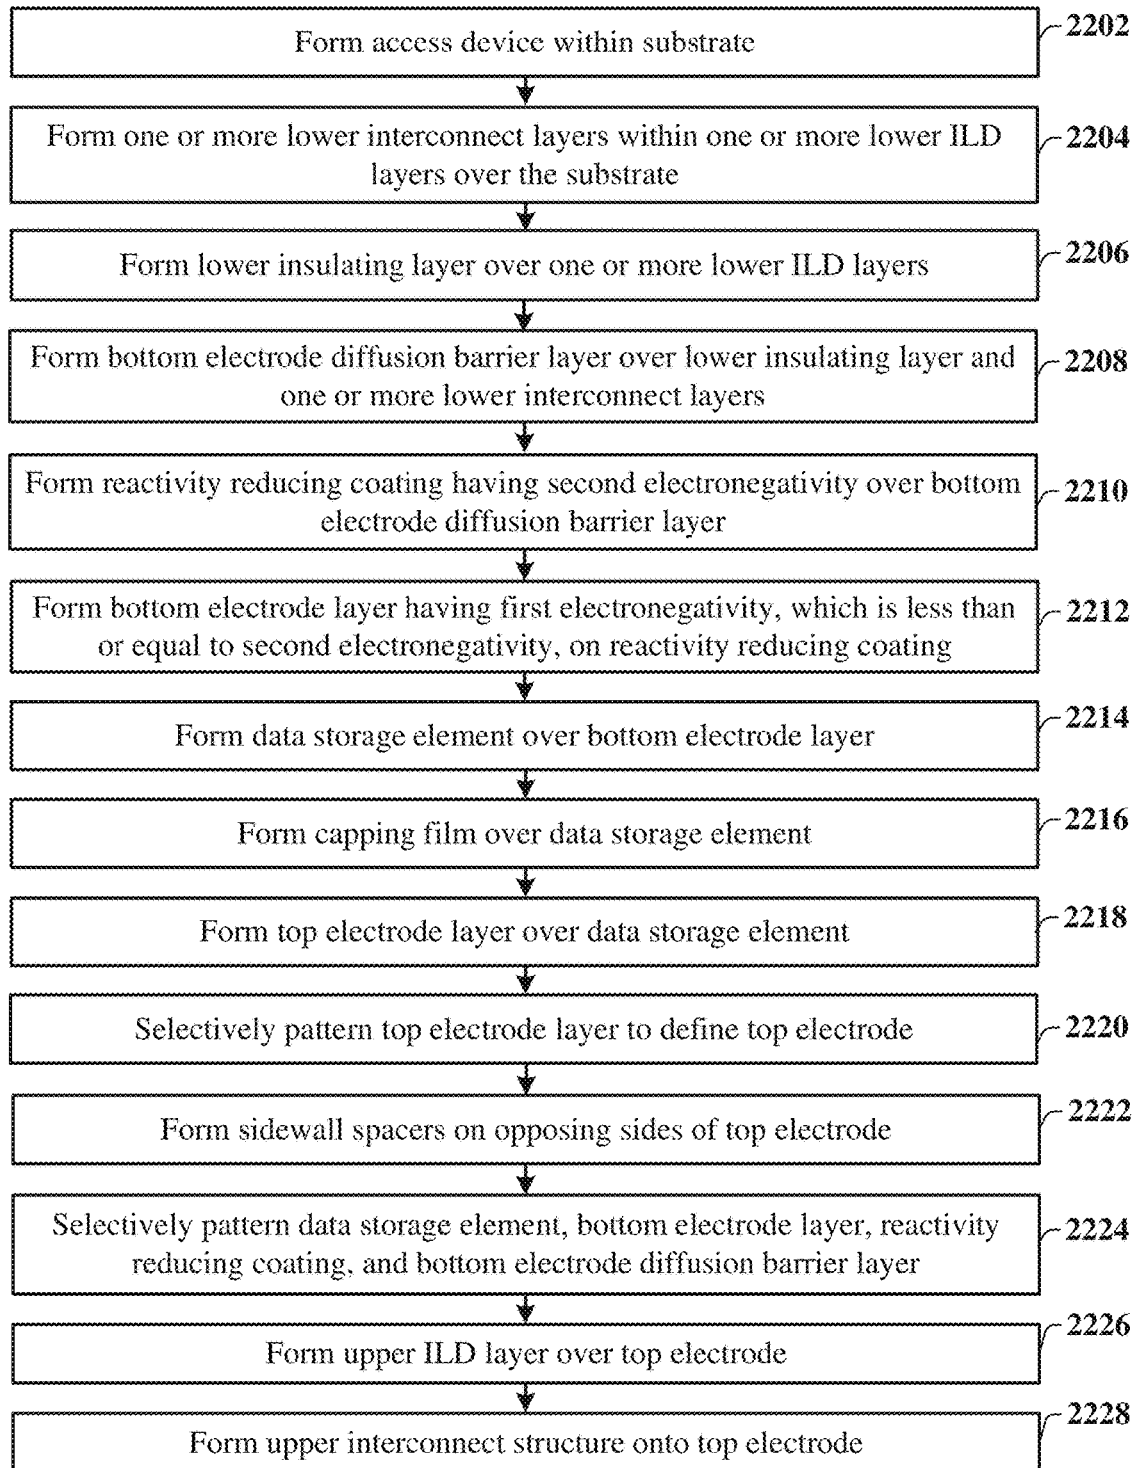 Form access device within substrate
2202
Form one or more lower interconnect layers within one or more lower ILD
layers over the substrate
2204
Form lower insulating layer over one or more lower ILD layers
2206
Form bottom electrode diffusion barrier layer over lower insulating layer and
one or more lower interconnect layers
2208
Form reactivity reducing coating having second electronegativity over bottom
electrode diffusion barrier layer
2210
Form bottom electrode layer having first electronegativity, which is less than
or equal to second electronegativity, on reactivity reducing coating
2212
Form data storage element over bottom electrode layer
2214
Form capping film over data storage element
2216
Form top electrode layer over data storage element
2218
Selectively pattern top electrode layer to define top electrode
2220
Form sidewall spacers on opposing sides of top electrode
2222
Selectively pattern data storage element, bottom electrode layer, reactivity
reducing coating, and bottom electrode diffusion barrier layer
2224
Form upper ILD layer over top electrode
2226
Form upper interconnect structure onto top electrode
2228